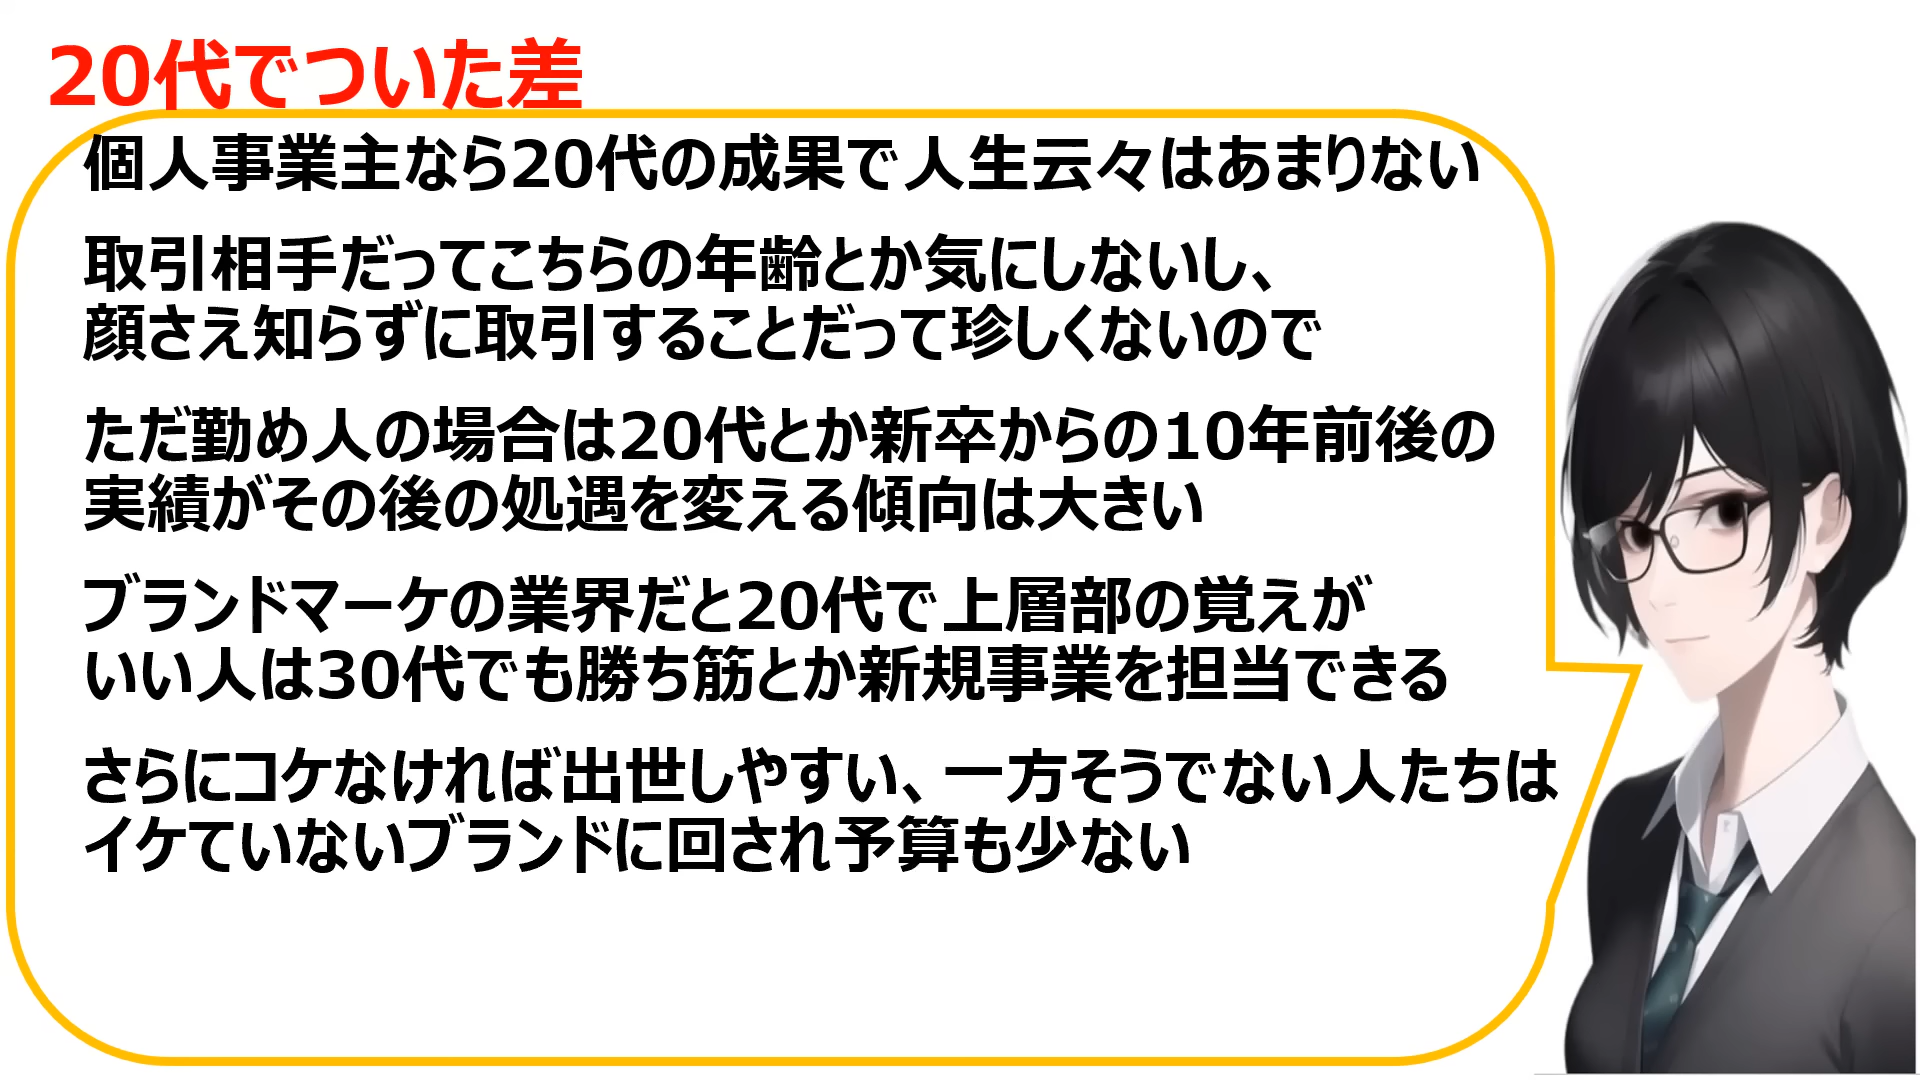 20代でついた差
個人事業主なら20代の成果で人生云々はあまりない
取引相手だってこちらの年齢とか気にしないし、
顔さえ知らずに取引することだって珍しくないので
ただ勤め人の場合は20代とか新卒からの10年前後の
実績がその後の処遇を変える傾向は大きい
ブランドマーケの業界だと20代で上層部の覚えが
いい人は30代でも勝ち筋とか新規事業を担当できる
さらにコケなければ出世しやすい、一方そうでない人たちは
イケていないブランドに回され予算も少ない